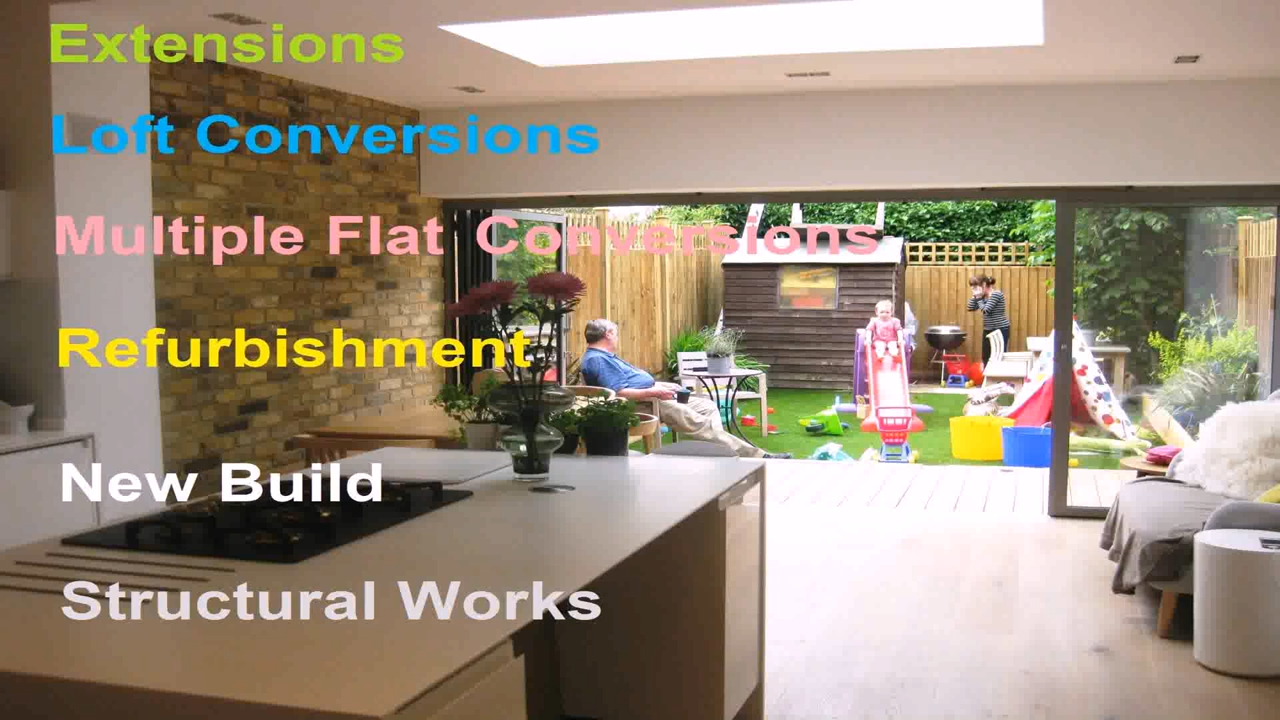 Extensions
Loft Conversions
Multiple Flat Conversions
Refurbishment
New Build
Structural Works